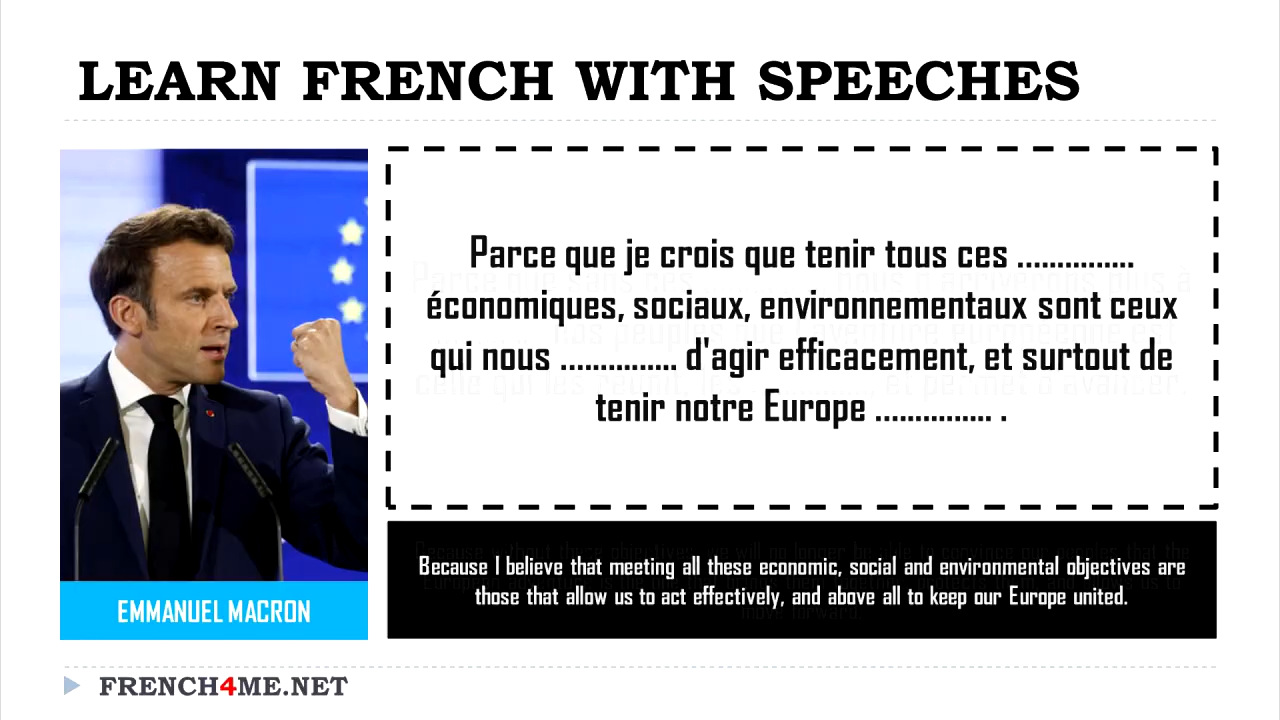 LEARN FRENCH WITH SPEECHES
Parce que je crois que tenir tous ces ...............
économiques, sociaux, environnementaux sont ceux
qui nous ............... d'agir efficacement, et surtout de
tenir notre Europe ............... .
Because I believe that meeting all these economic, social and environmental objectives are
those that allow us to act effectively, and above all to keep our Europe united.
EMMANUEL MACRON
FRENCH4ME.NET